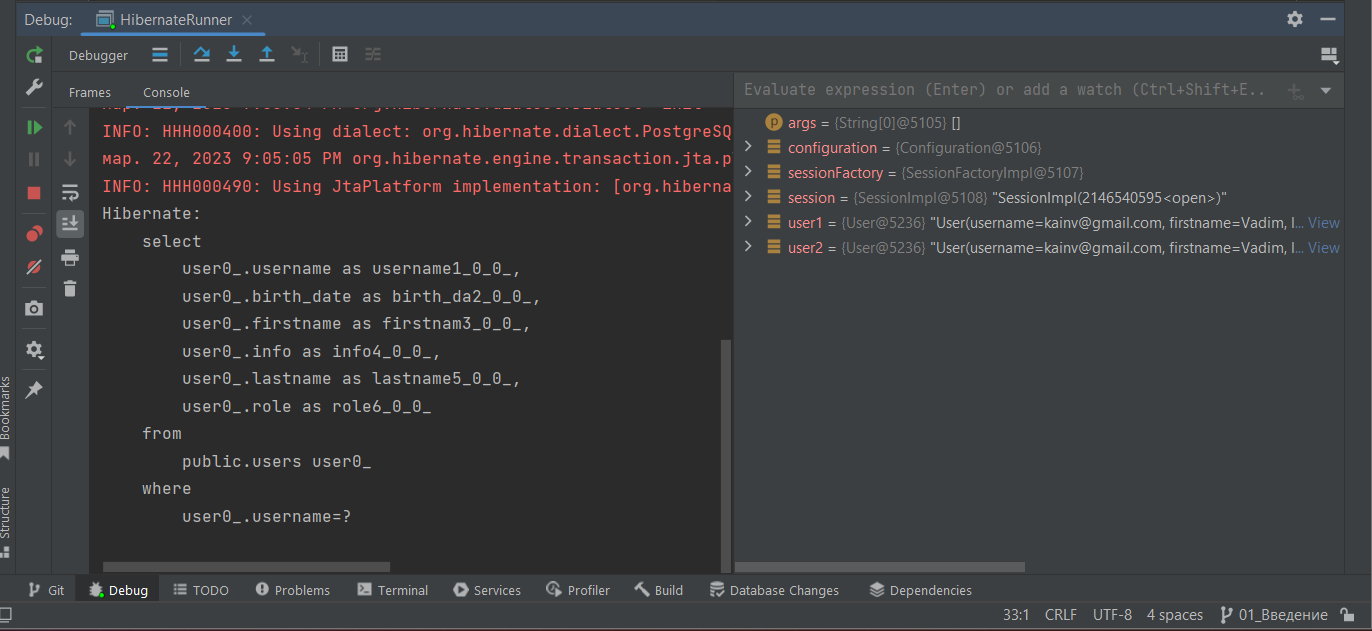 Debug: HibernateRunner
Debugger
Frames Console
Evaluate expression (Enter) or add a watch (Ctrl+Shift+E..
INFO: HHH000400: Using dialect: org.hibernate.dialect.PostgreSQ
мар. 22, 2023 9:05:05 PM org.hibernate.engine.transaction.jta.p
INFO: HHH000490: Using JtaPlatform implementation: [org.hiberna
Hibernate:
select
user0_.username as username1_0_0_,
user0_.birth_date as birth_da2_0_0_,
user0_.firstname as firstnam3_0_0_,
user0_.info as info4_0_0_,
user0_.lastname as lastname5_0_0_,
user0_.role as role6_0_0_
from
public.users user0_
where
user0_.username=?
args = {String[0]@5105} []
configuration = {Configuration@5106}
sessionFactory = {SessionFactoryImpl@5107}
session = {SessionImpl@5108} "SessionImpl(2146540595<open>)"
user1 = {User@5236} "User(username=kainv@gmail.com, firstname=Vadim, l... View
user2 = {User@5236} "User(username=kainv@gmail.com, firstname=Vadim, l... View
Bookmarks
Structure
Git Debug TODO Problems Terminal Services Profiler Build Database Changes Dependencies
33:1 CRLF UTF-8 4 spaces 01_Введение